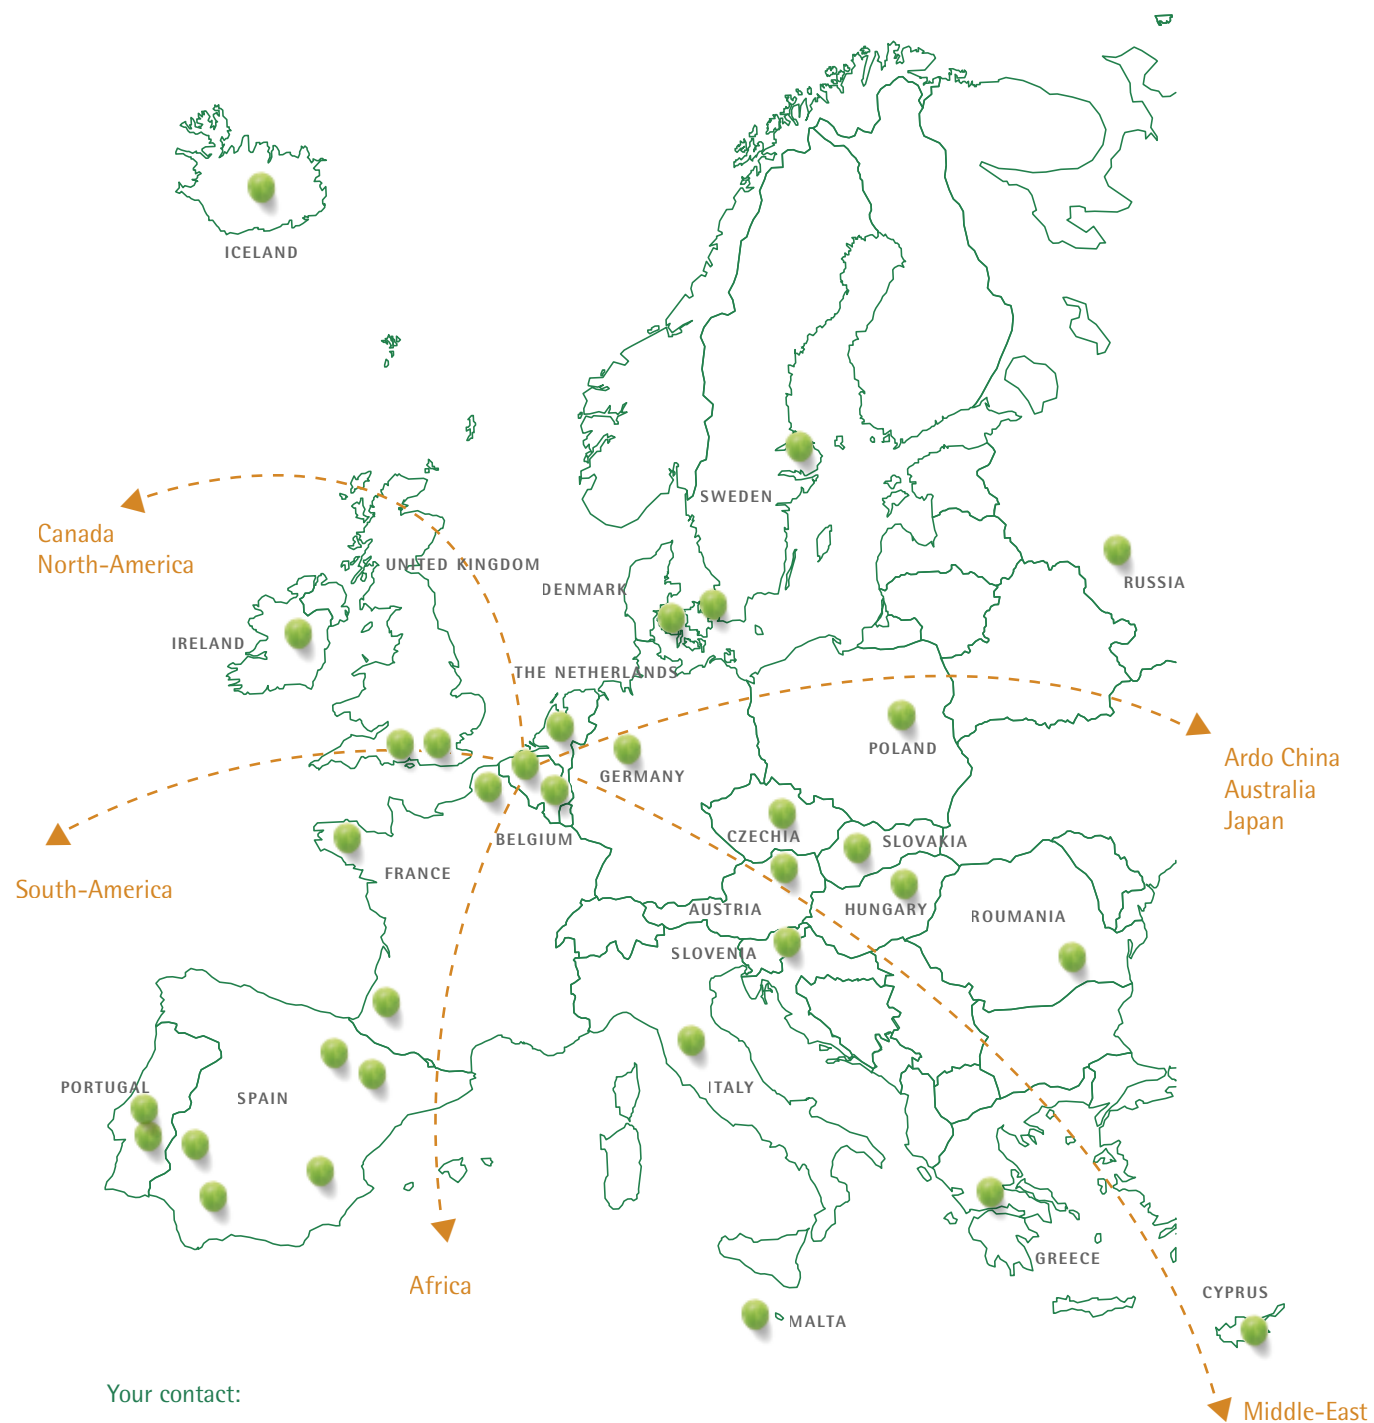 ICELAND
SWEDEN
Canada
North-America
UNITED KINGDOM
DENMARK
RUSSIA
IRELAND
THE NETHERLANDS
POLAND
GERMANY
Ardo China
Australia
Japan
CZECHIA
SLOVAKIA
BELGIUM
FRANCE
South-America
AUSTRIA
HUNGARY
ROUMANIA
SLOVENIA
PORTUGAL
SPAIN
ITALY
GREECE
Africa
CYPRUS
MALTA
Your contact:
Middle-East